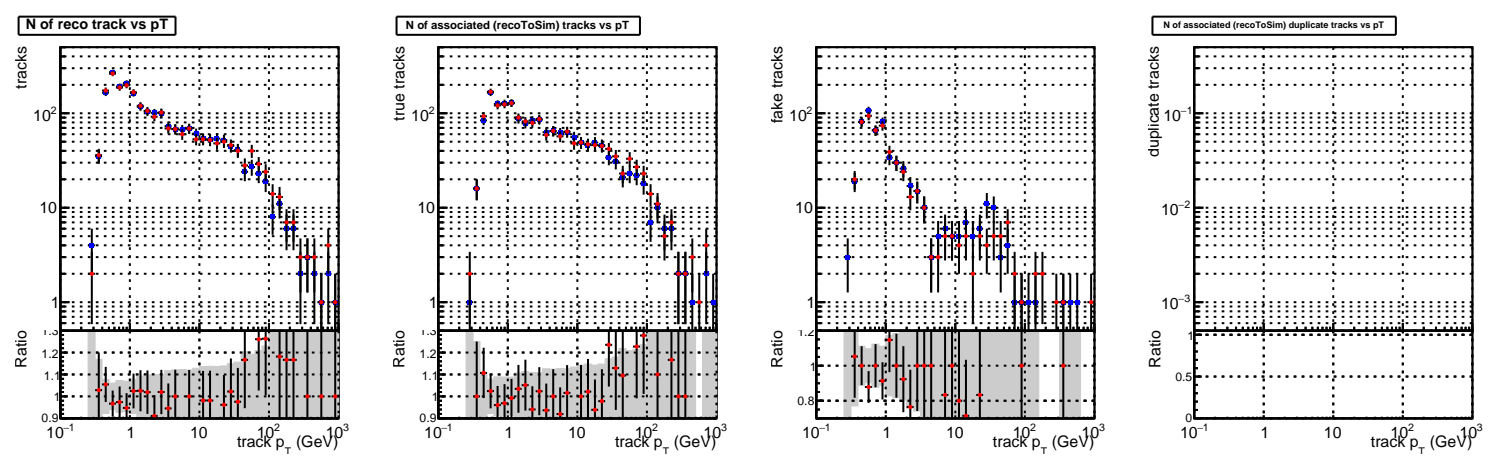 N of reco track vs pT
tracks
10²
10
1
Ratio
1.3
1.2
1.1
1
0.9
10⁻¹ 1 10 10² 10³
track p_T (GeV)
N of associated (recoToSim) tracks vs pT
true tracks
10²
10
1
Ratio
1.3
1.2
1.1
1
0.9
10⁻¹ 1 10 10² 10³
track p_T (GeV)
fake tracks
10²
10
1
Ratio
1.2
1
0.8
10⁻¹ 1 10 10² 10³
track p_T (GeV)
N of associated (recoToSim) duplicate tracks vs pT
duplicate tracks
10⁻¹
10⁻²
10⁻³
Ratio
1
0.5
0
10⁻¹ 1 10 10² 10³
track p_T (GeV)